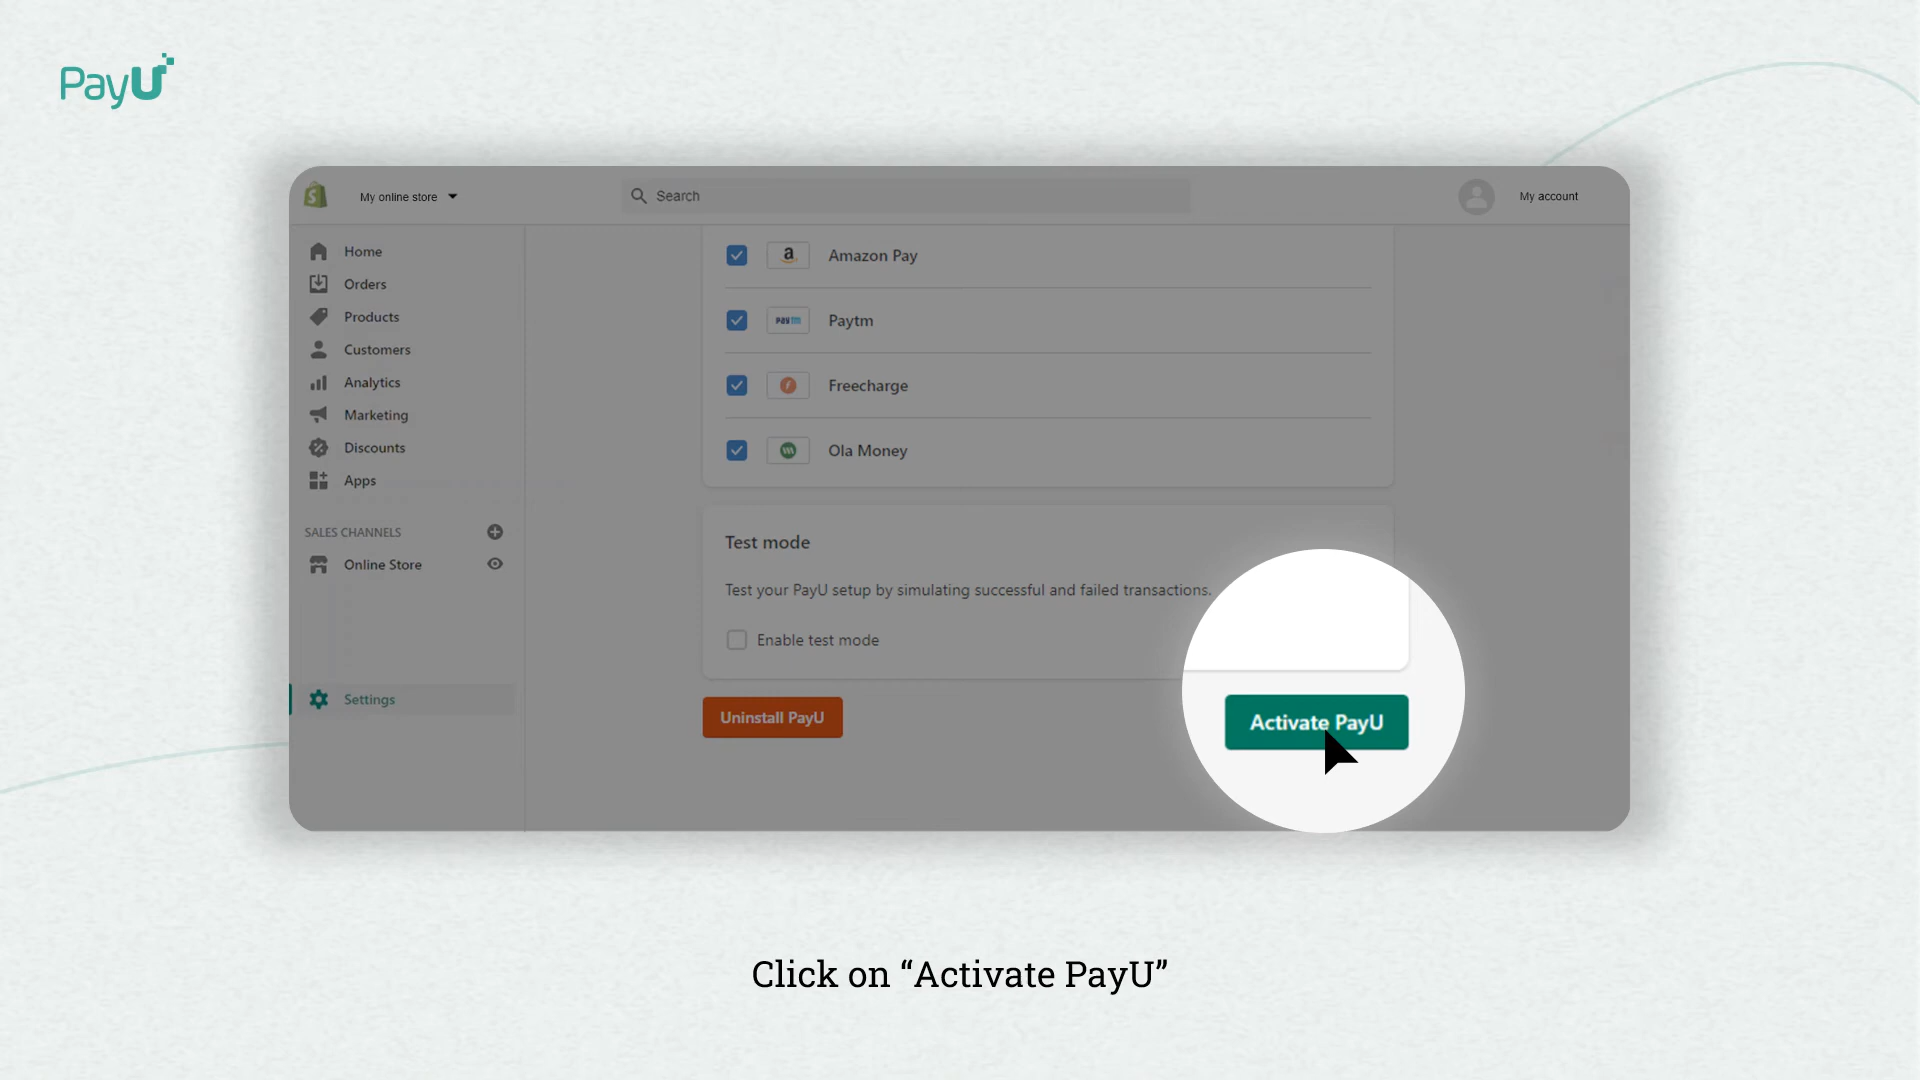 PayU
My online store
Search
My account
Home
Orders
Products
Customers
Analytics
Marketing
Discounts
Apps
SALES CHANNELS
Online Store
Settings
a
Amazon Pay
Paytm
Paytm
Freecharge
Ola Money
Test mode
Test your PayU setup by simulating successful and failed transactions.
Enable test mode
Uninstall PayU
Activate PayU
Click on “Activate PayU”